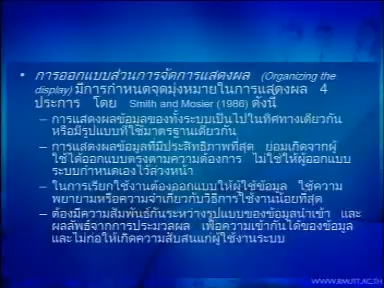 • การออกแบบส่วนการจัดการแสดงผล (Organizing the
display) มีการกำหนดจุดมุ่งหมายในการแสดงผล 4
ประการ โดย Smith and Mosier (1986) ดังนี้
– การแสดงผลข้อมูลของทั้งระบบเป็นไปในทิศทางเดียวกัน
หรือมีรูปแบบที่ใช้มาตรฐานเดียวกัน
– การแสดงผลข้อมูลที่มีประสิทธิภาพที่สุด ย่อมเกิดจากผู้
ใช้ได้ออกแบบตรงตามความต้องการ ไม่ใช่ให้ผู้ออกแบบ
ระบบกำหนดเองไว้ล่วงหน้า
– ในการเรียกใช้งานต้องออกแบบให้ผู้ใช้ข้อมูล ใช้ความ
พยายามหรือความจำเกี่ยวกับวิธีการใช้งานน้อยที่สุด
– ต้องมีความสัมพันธ์กันระหว่างรูปแบบของข้อมูลนำเข้า และ
ผลลัพธ์จากการประมวลผล เพื่อความเข้ากันได้ของข้อมูล
และไม่ก่อให้เกิดความสับสนแก่ผู้ใช้งานระบบ
WWW.RMUTT.AC.TH